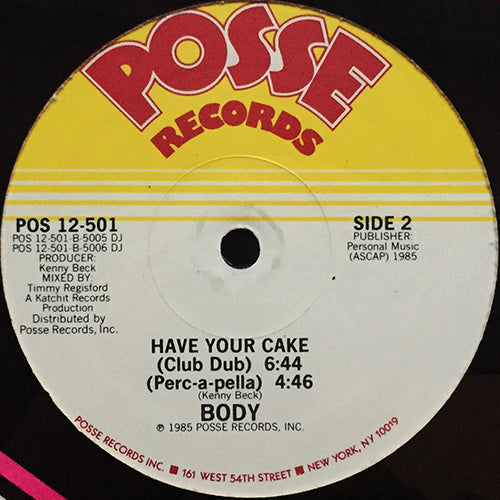 POSSE
RECORDS
POS 12-501
POS 12-501-B-5005 DJ
POS 12-501-B-5006 DJ
PRODUCER:
Kenny Beck
MIXED BY:
Timmy Regisford
A Katchit Records
Production
Distributed by
Posse Records, Inc.
SIDE 2
PUBLISHER:
Personal Music
(ASCAP) 1985
HAVE YOUR CAKE
(Club Dub) 6:44
(Perc-a-pella) 4:46
(Kenny Beck)
BODY
℗ 1985 POSSE RECORDS, INC.
POSSE RECORDS INC. ■ 161 WEST 54TH STREET ■ NEW YORK, NY 10019